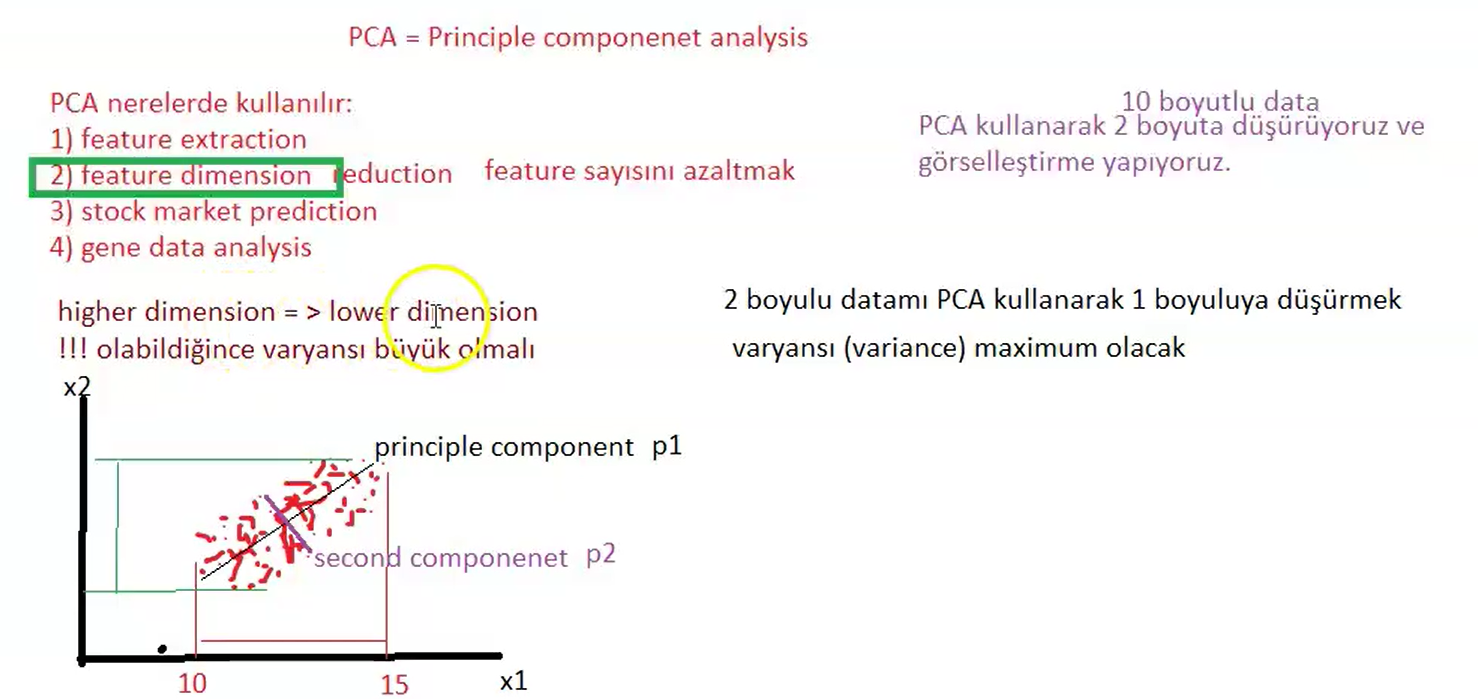 PCA = Principle componenet analysis
PCA nerelerde kullanılır:
1) feature extraction
2) feature dimension reduction feature sayısını azaltmak
3) stock market prediction
4) gene data analysis
10 boyutlu data
PCA kullanarak 2 boyuta düşürüyoruz ve
görselleştirme yapıyoruz.
higher dimension = > lower dimension
!!! olabildiğince varyansı büyük olmalı
2 boyulu datamı PCA kullanarak 1 boyuluya düşürmek
varyansı (variance) maximum olacak
x2
principle component p1
second componenet p2
10 15 x1